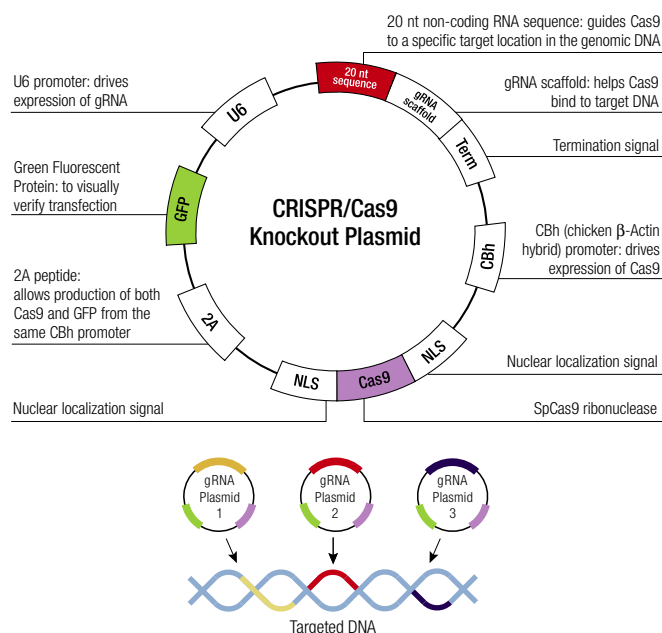 20 nt non-coding RNA sequence: guides Cas9
to a specific target location in the genomic DNA
20 nt
sequence
gRNA
scaffold
gRNA scaffold: helps Cas9
bind to target DNA
U6 promoter: drives
expression of gRNA
U6
Term
Termination signal
Green Fluorescent
Protein: to visually
verify transfection
GFP
CRISPR/Cas9
Knockout Plasmid
CBh
CBh (chicken β-Actin
hybrid) promoter: drives
expression of Cas9
2A peptide:
allows production of both
Cas9 and GFP from the
same CBh promoter
2A
NLS
Cas9
NLS
Nuclear localization signal
Nuclear localization signal
SpCas9 ribonuclease
gRNA
Plasmid
1
gRNA
Plasmid
2
gRNA
Plasmid
3
Targeted DNA